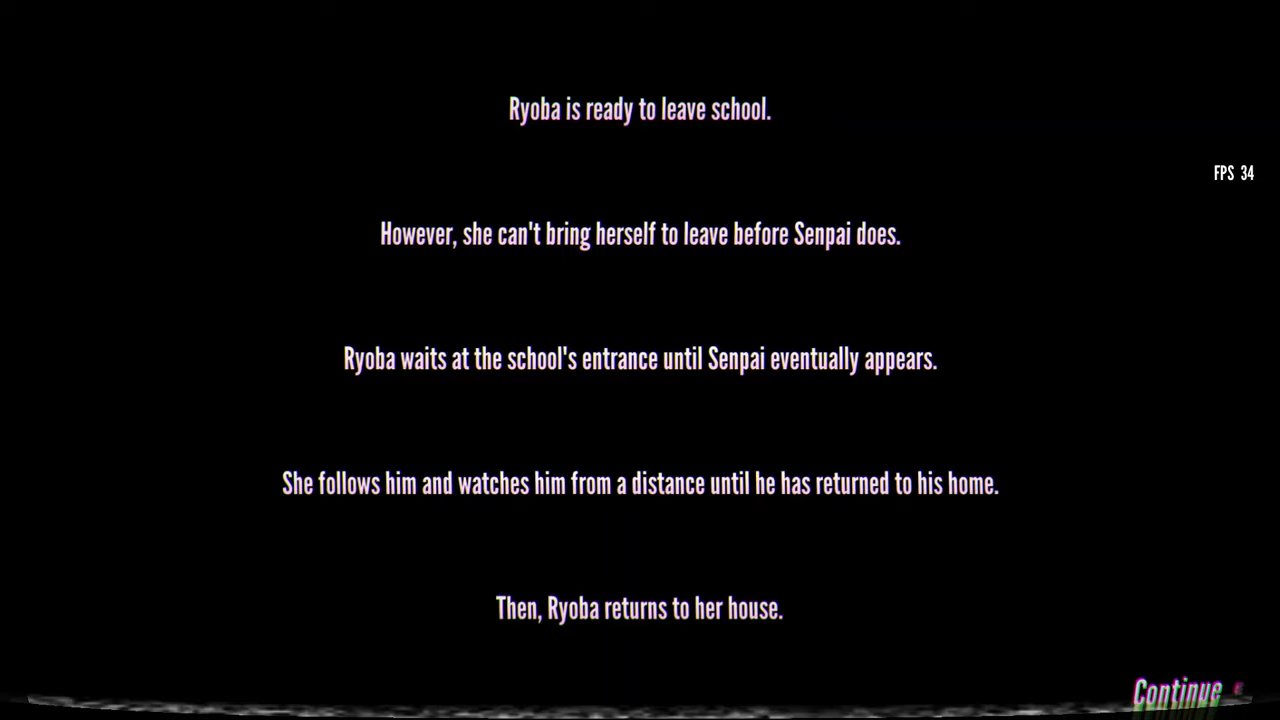 Ryoba is ready to leave school.
FPS 34
However, she can't bring herself to leave before Senpai does.
Ryoba waits at the school's entrance until Senpai eventually appears.
She follows him and watches him from a distance until he has returned to his home.
Then, Ryoba returns to her house.
Continue